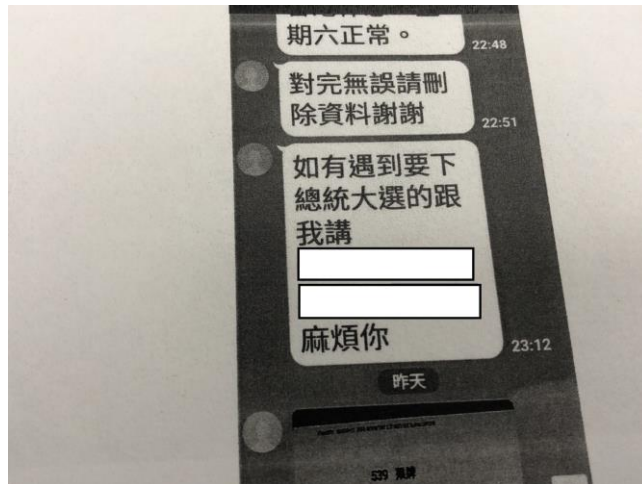 期六正常。
22:48
對完無誤請刪
除資料謝謝
22:51
如有遇到要下
總統大選的跟
我講
麻煩你
23:12
昨天
539